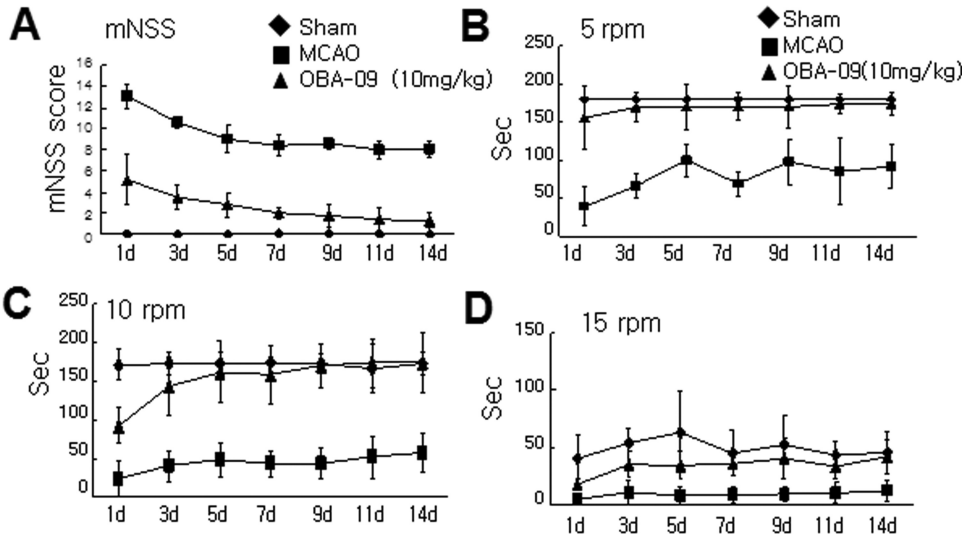 A mNSS
Sham
MCAO
OBA-09 (10mg/kg)
mNSS score
16
14
12
10
8
6
4
2
0
1d 3d 5d 7d 9d 11d 14d
B 5 rpm
Sham
MCAO
OBA-09(10mg/kg)
Sec
250
200
150
100
50
0
1d 3d 5d 7d 9d 11d 14d
C 10 rpm
Sec
250
200
150
100
50
0
1d 3d 5d 7d 9d 11d 14d
D 15 rpm
Sec
150
100
50
0
1d 3d 5d 7d 9d 11d 14d